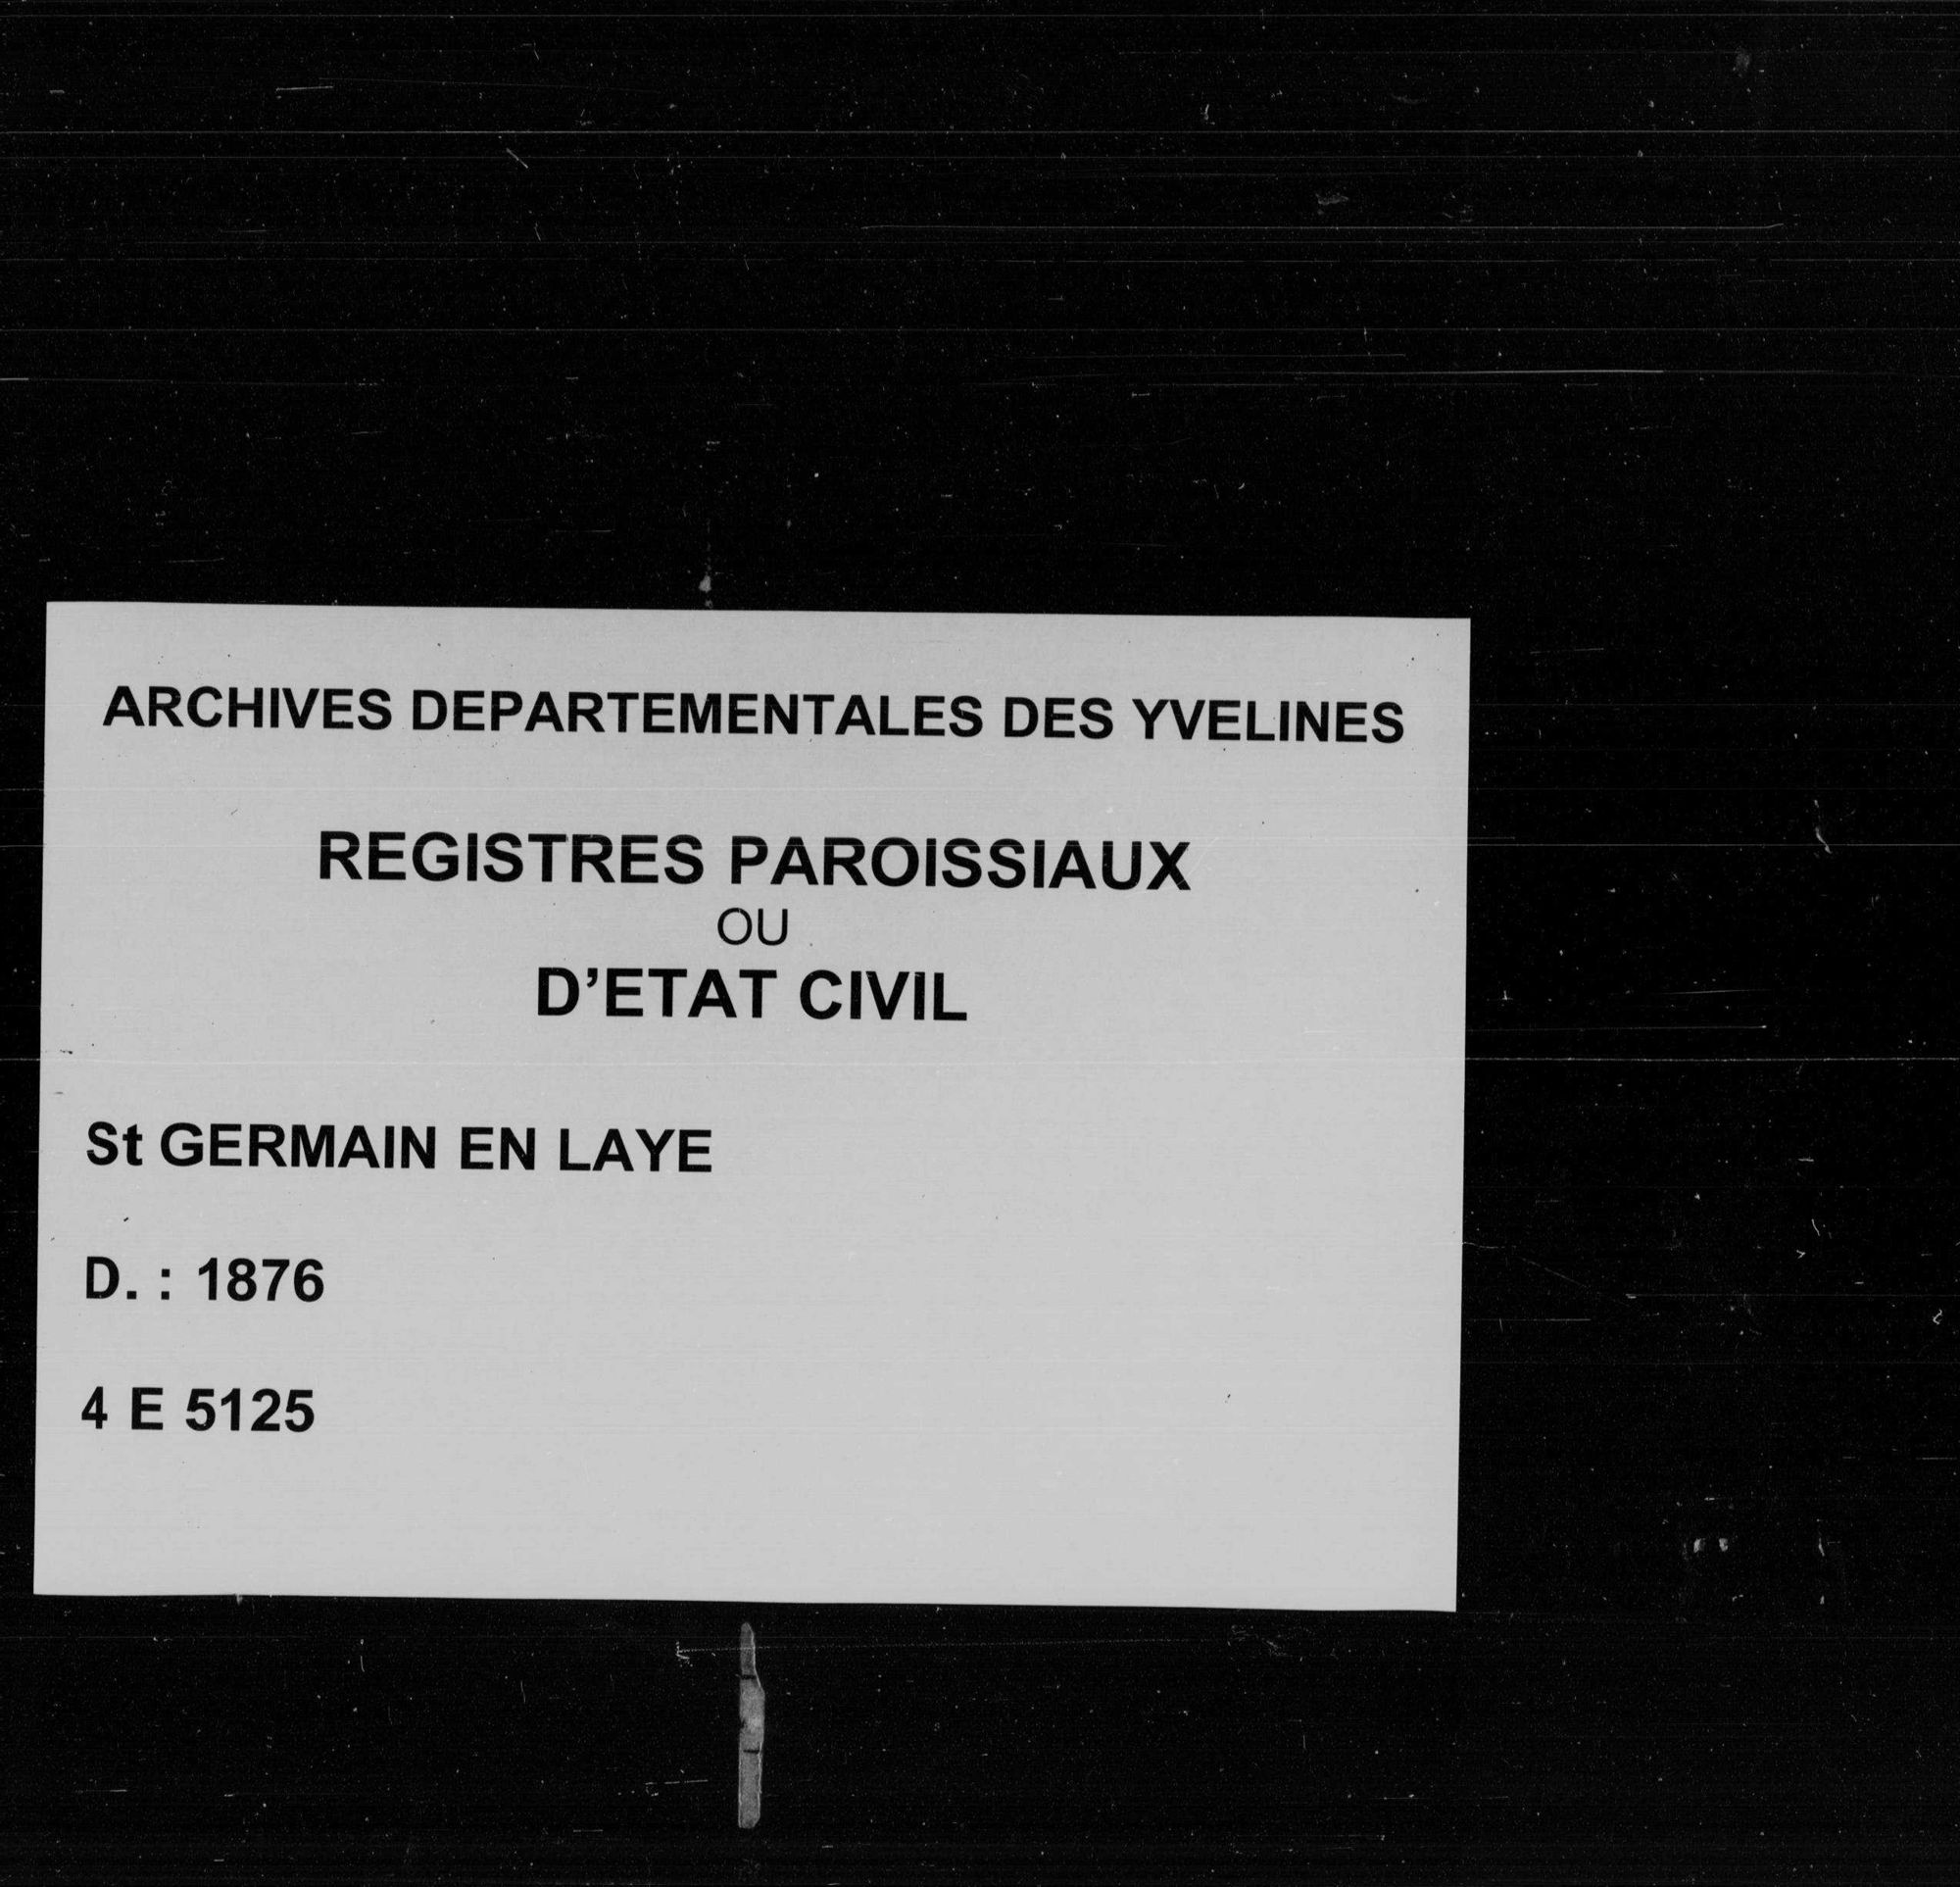 ARCHIVES DEPARTEMENTALES DES YVELINES
REGISTRES PAROISSIAUX
OU
D'ETAT CIVIL
St GERMAIN EN LAYE
D. : 1876
4 E 5125